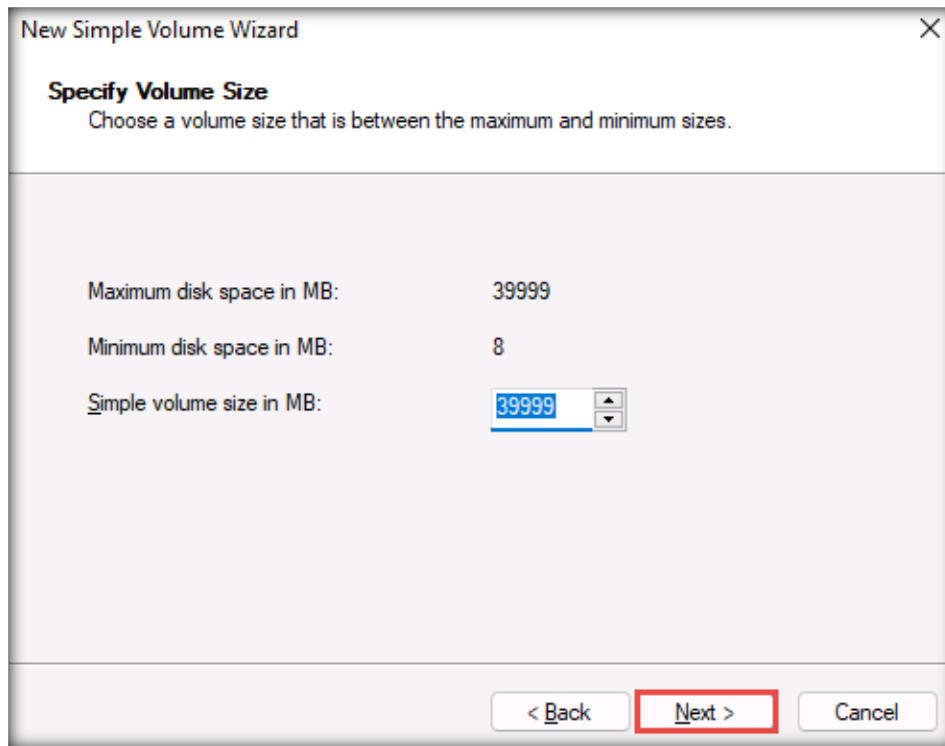 New Simple Volume Wizard
Specify Volume Size
Choose a volume size that is between the maximum and minimum sizes.
Maximum disk space in MB: 39999
Minimum disk space in MB: 8
Simple volume size in MB: 39999
< Back Next > Cancel